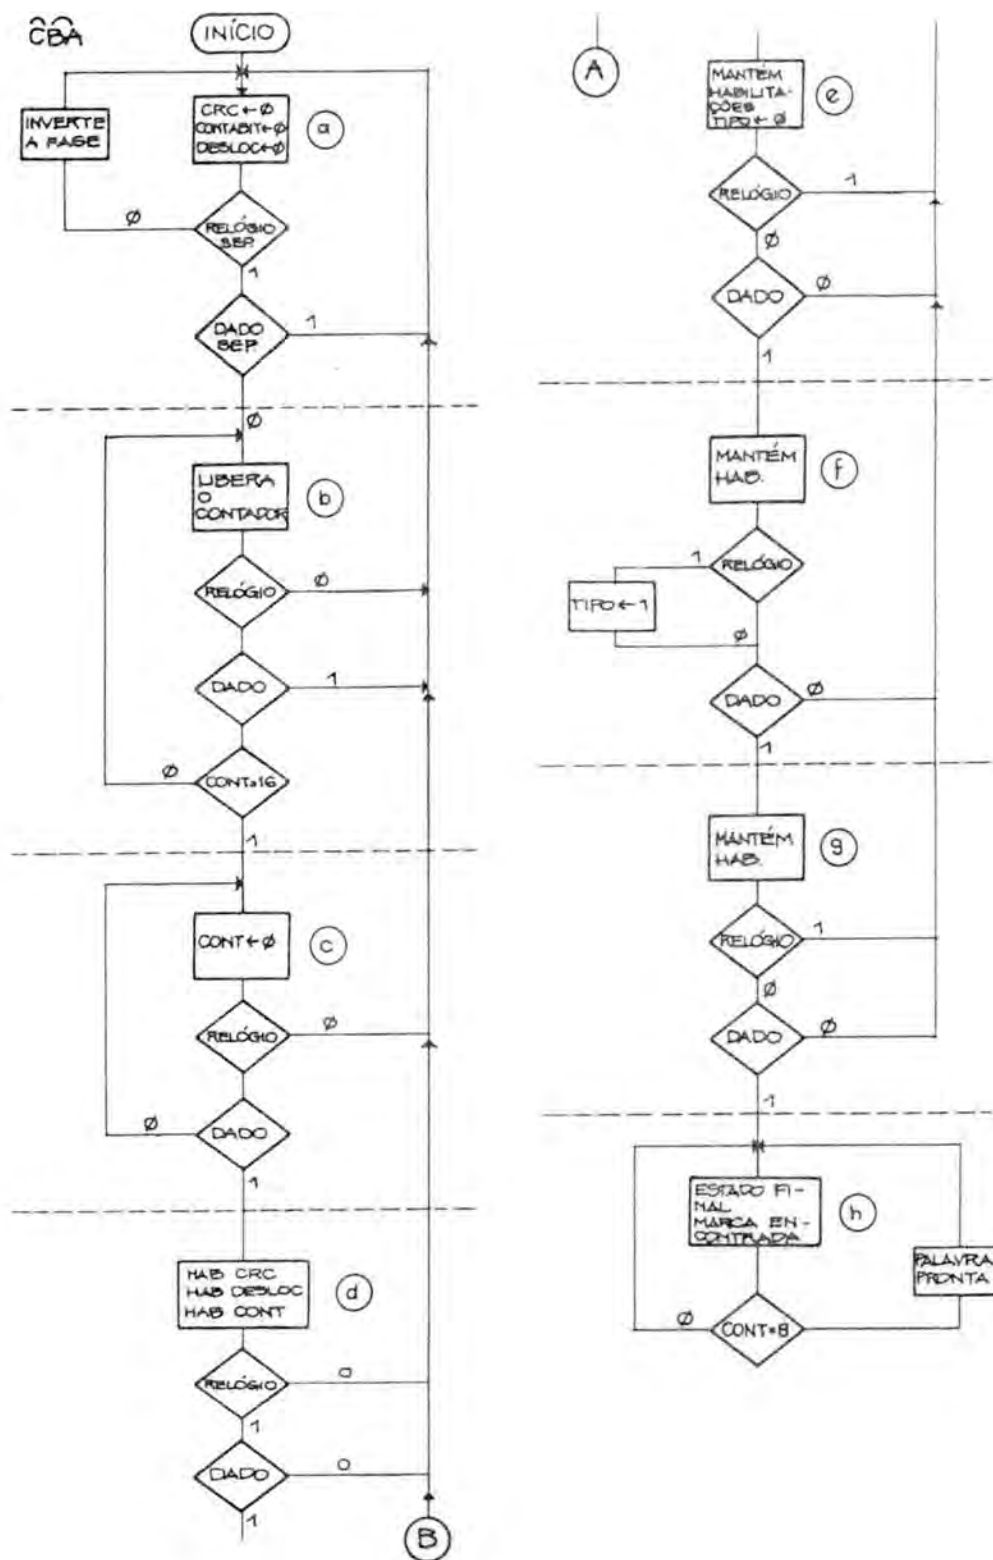 CBA
INÍCIO
INVERTE
A FASE
CRC ← Ø
CONTABIT ← Ø
DESLOC ← Ø
a
Ø
RELÓGIO
SEP.
1
DADO
SEP.
1
Ø
LIBERA
O
CONTADOR
b
RELÓGIO
Ø
DADO
1
Ø
CONT=16
1
CONT ← Ø
c
RELÓGIO
Ø
Ø
DADO
1
HAB CRC
HAB DESLOC
HAB CONT
d
RELÓGIO
0
1
DADO
0
1
B
A
MANTÉM
HABILITA-
ÇÕES
TIPO ← Ø
e
RELÓGIO
1
Ø
DADO
Ø
1
MANTÉM
HAB.
f
1
RELÓGIO
TIPO ← 1
Ø
DADO
Ø
1
MANTÉM
HAB.
g
RELÓGIO
1
Ø
DADO
Ø
1
ESTADO FI-
NAL
MARCA EN-
CONTRADA
h
PALAVRA
PRONTA
Ø
CONT=8